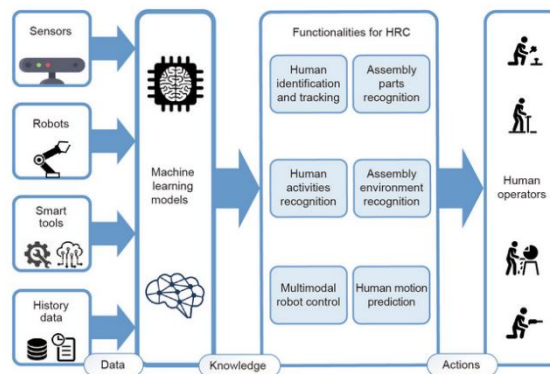 Sensors
Robots
Smart
tools
History
data
Data
Machine
learning
models
Knowledge
Functionalities for HRC
Human
identification
and tracking
Assembly
parts
recognition
Human
activities
recognition
Assembly
environment
recognition
Multimodal
robot control
Human motion
prediction
Actions
Human
operators